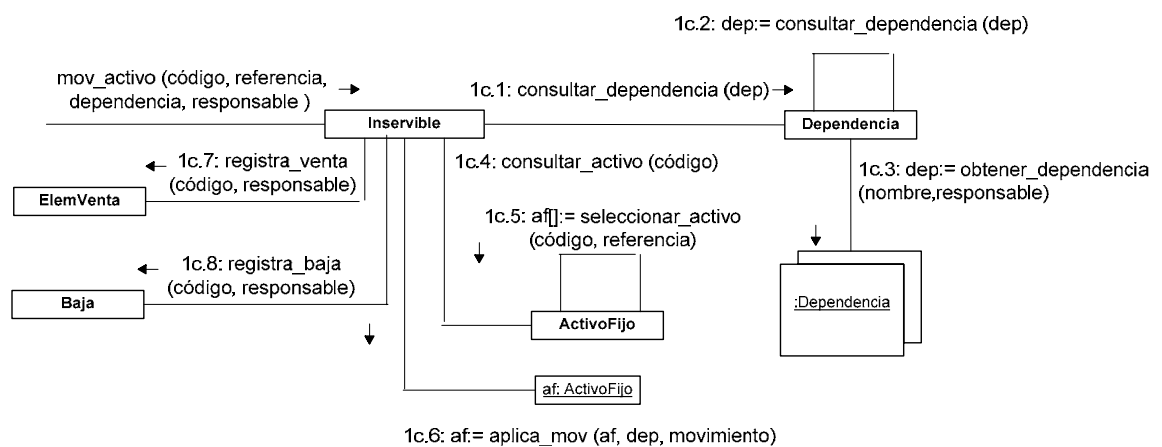 1c.2: dep:= consultar_dependencia (dep)
mov_activo (código, referencia,
dependencia, responsable )
1c.1: consultar_dependencia (dep)
Inservible
Dependencia
1c.7: registra_venta
(código, responsable)
1c.4: consultar_activo (código)
1c.3: dep:= obtener_dependencia
(nombre,responsable)
ElemVenta
1c.5: af[]:= seleccionar_activo
(código, referencia)
1c.8: registra_baja
(código, responsable)
Baja
:Dependencia
ActivoFijo
af: ActivoFijo
1c.6: af:= aplica_mov (af, dep, movimiento)